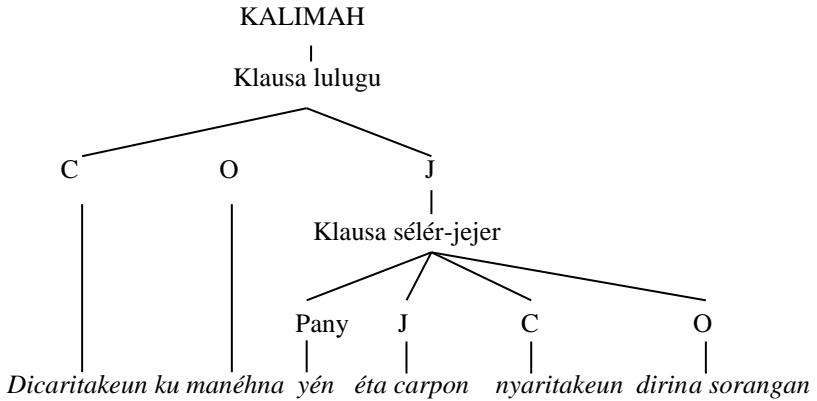 KALIMAH
Klausa lulugu
C O J
Klausa sélér-jejer
Pany J C O
Dicaritakeun ku manéhna yén éta carpon nyaritakeun dirina sorangan